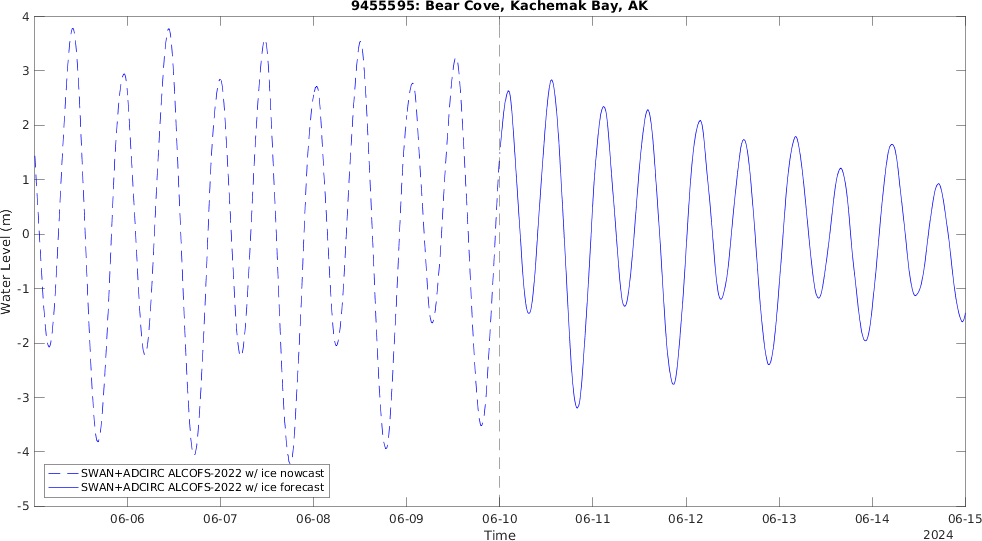 9455595: Bear Cove, Kachemak Bay, AK
4
3
2
1
0
-1
-2
-3
-4
-5
Water Level (m)
SWAN+ADCIRC ALCOFS-2022 w/ ice nowcast
SWAN+ADCIRC ALCOFS-2022 w/ ice forecast
06-06 06-07 06-08 06-09 06-10 06-11 06-12 06-13 06-14 06-15
Time
2024